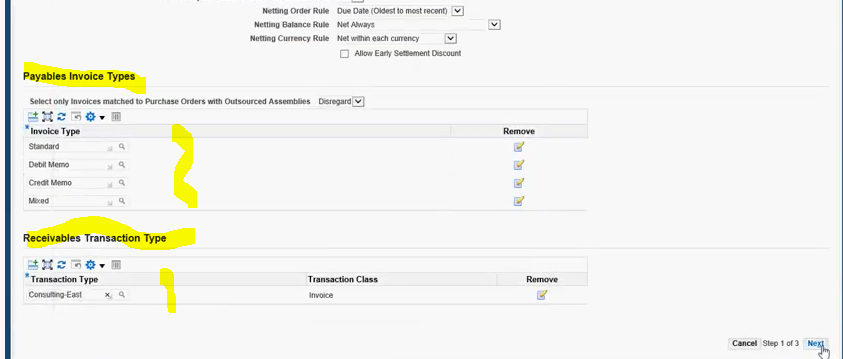 Netting Order Rule Due Date (Oldest to most recent)
Netting Balance Rule Net Always
Netting Currency Rule Net within each currency
Allow Early Settlement Discount
Payables Invoice Types
Select only Invoices matched to Purchase Orders with Outsourced Assemblies Disregard
* Invoice Type Remove
Standard
Debit Memo
Credit Memo
Mixed
Receivables Transaction Type
* Transaction Type Transaction Class Remove
Consulting-East Invoice
Cancel Step 1 of 3 Next